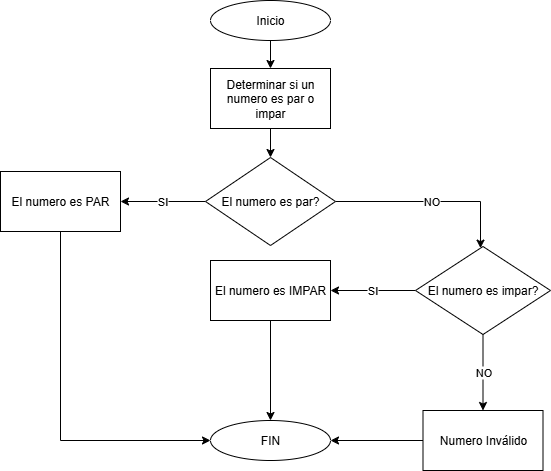 Inicio
Determinar si un
numero es par o
impar
El numero es PAR
SI
El numero es par?
NO
El numero es IMPAR
SI
El numero es impar?
NO
FIN
Numero Inválido